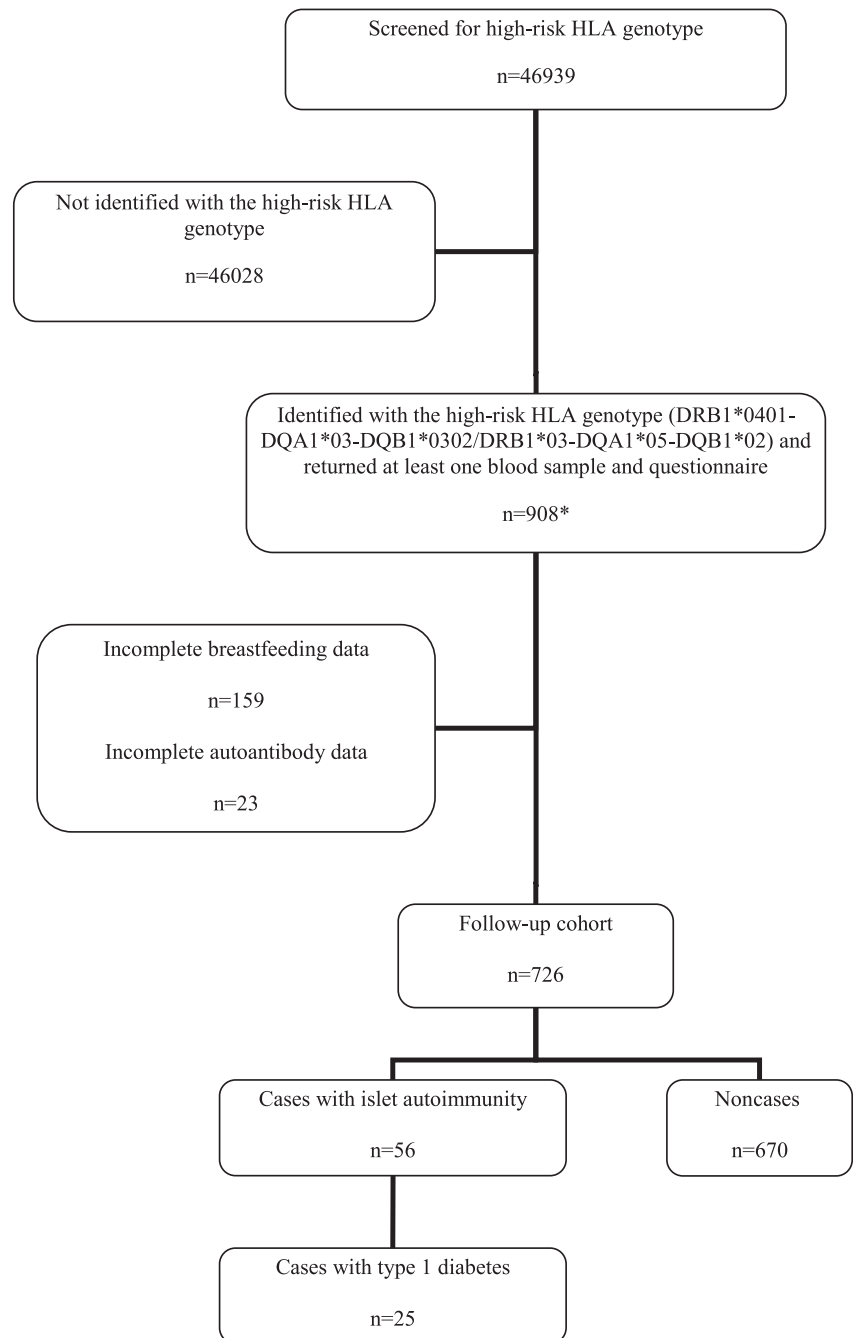 Screened for high-risk HLA genotype
n=46939
Not identified with the high-risk HLA
genotype
n=46028
Identified with the high-risk HLA genotype (DRB1*0401-
DQA1*03-DQB1*0302/DRB1*03-DQA1*05-DQB1*02) and
returned at least one blood sample and questionnaire
n=908*
Incomplete breastfeeding data
n=159
Incomplete autoantibody data
n=23
Follow-up cohort
n=726
Cases with islet autoimmunity
n=56
Noncases
n=670
Cases with type 1 diabetes
n=25